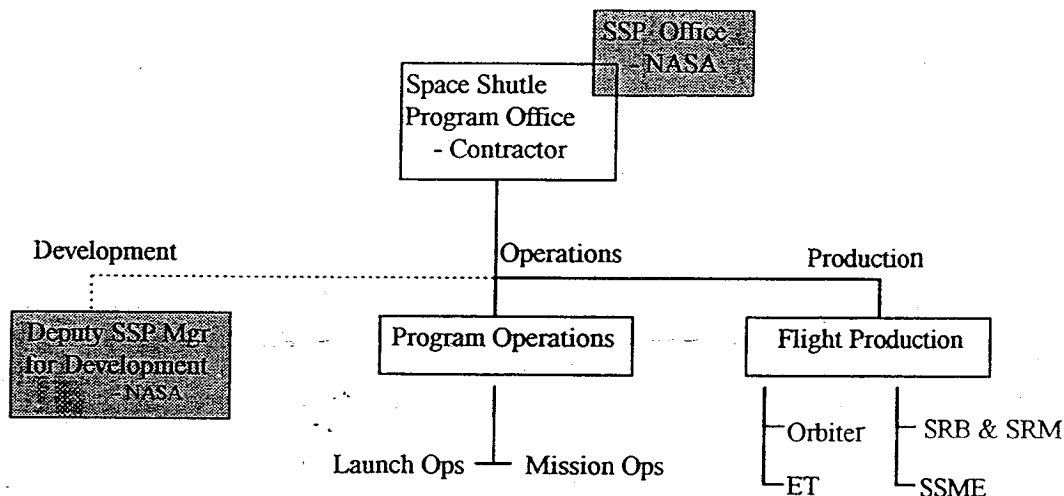 SSP Office
- NASA
Space Shutle
Program Office
- Contractor
Development
Operations
Production
Deputy SSP Mgr
for Development
- NASA
Program Operations
Flight Production
Launch Ops
Mission Ops
Orbiter
SRB & SRM
ET
SSME